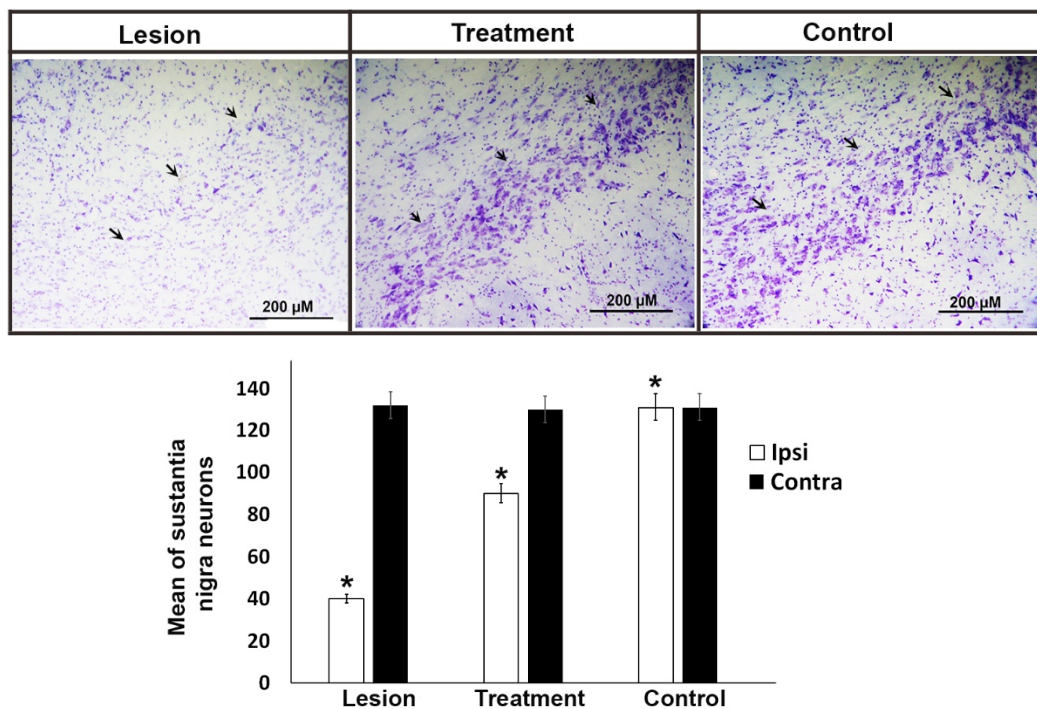 Lesion Treatment Control
200 µM 200 µM 200 µM
140
120
100
80
60
40
20
0
Mean of sustantia
nigra neurons
* * *
Ipsi
Contra
Lesion Treatment Control